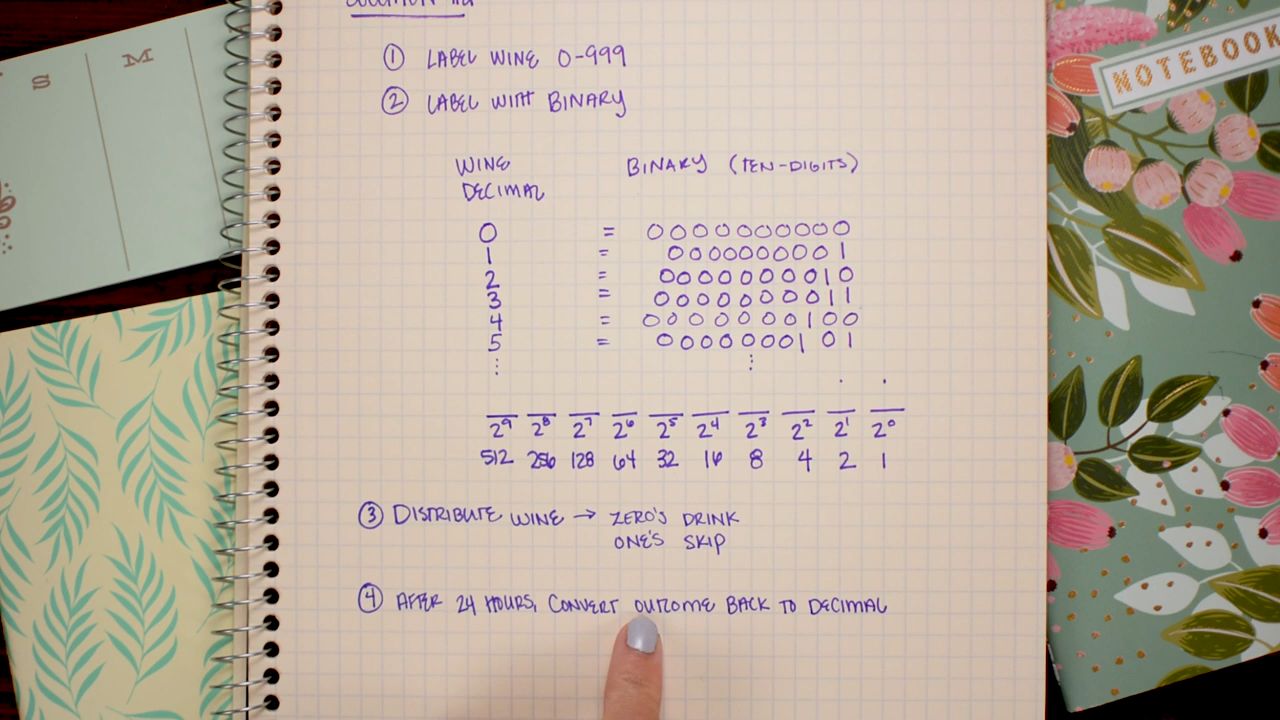 S M
NOTEBOOK
① LABEL WINE 0-999
② LABEL WITH BINARY
WINE DECIMAL BINARY (TEN-DIGITS)
0 = 0000000000
1 = 0000000001
2 = 0000000010
3 = 0000000011
4 = 0000000100
5 = 0000000101
⋮ ⋮
2⁹ 2⁸ 2⁷ 2⁶ 2⁵ 2⁴ 2³ 2² 2¹ 2⁰
512 256 128 64 32 16 8 4 2 1
③ DISTRIBUTE WINE → ZERO'S DRINK
ONE'S SKIP
④ AFTER 24 HOURS, CONVERT OUTCOME BACK TO DECIMAL